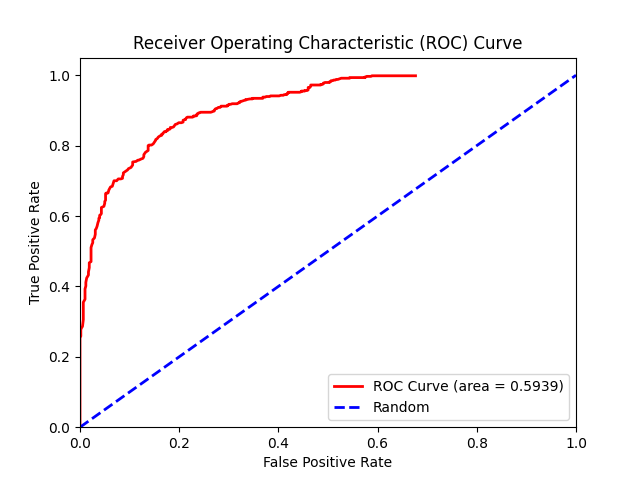 Receiver Operating Characteristic (ROC) Curve
1.0
0.8
0.6
0.4
0.2
0.0
True Positive Rate
ROC Curve (area = 0.5939)
Random
0.0 0.2 0.4 0.6 0.8 1.0
False Positive Rate